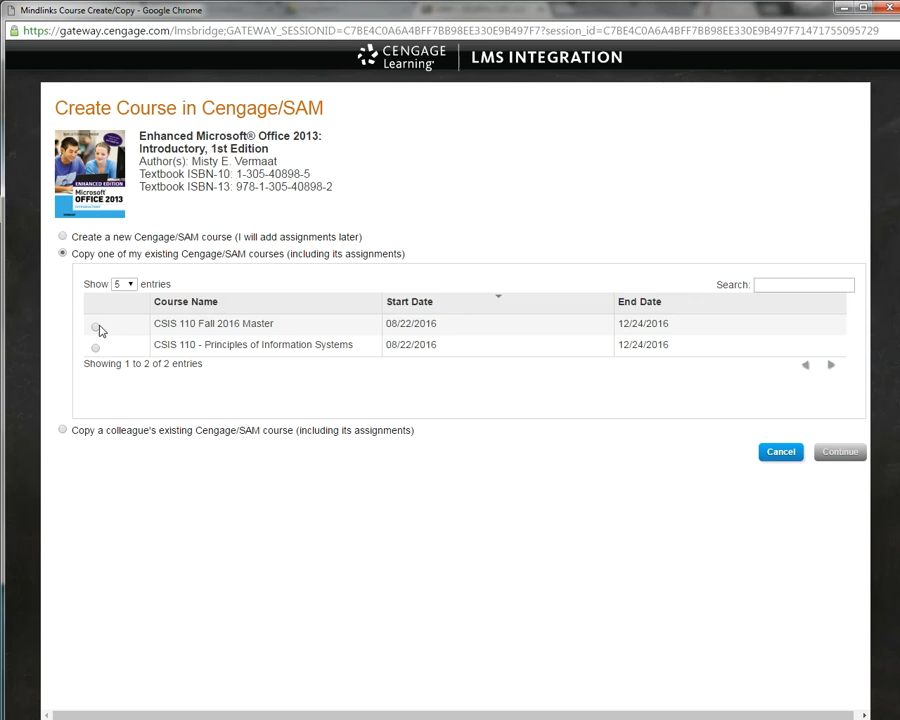 Mindlinks Course Create/Copy - Google Chrome
https://gateway.cengage.com/lmsbridge;GATEWAY_SESSIONID=C7BE4C0A6A4BFF7BB98EE330E9B497F7?session_id=C7BE4C0A6A4BFF7BB98EE330E9B497F71471755095729
CENGAGE Learning LMS INTEGRATION
Create Course in Cengage/SAM
Enhanced Microsoft® Office 2013:
Introductory, 1st Edition
Author(s): Misty E. Vermaat
Textbook ISBN-10: 1-305-40898-5
Textbook ISBN-13: 978-1-305-40898-2
ENHANCED EDITION
Microsoft
OFFICE 2013
Create a new Cengage/SAM course (I will add assignments later)
Copy one of my existing Cengage/SAM courses (including its assignments)
Show 5 entries Search:
Course Name Start Date End Date
CSIS 110 Fall 2016 Master 08/22/2016 12/24/2016
CSIS 110 - Principles of Information Systems 08/22/2016 12/24/2016
Showing 1 to 2 of 2 entries
Copy a colleague's existing Cengage/SAM course (including its assignments)
Cancel Continue